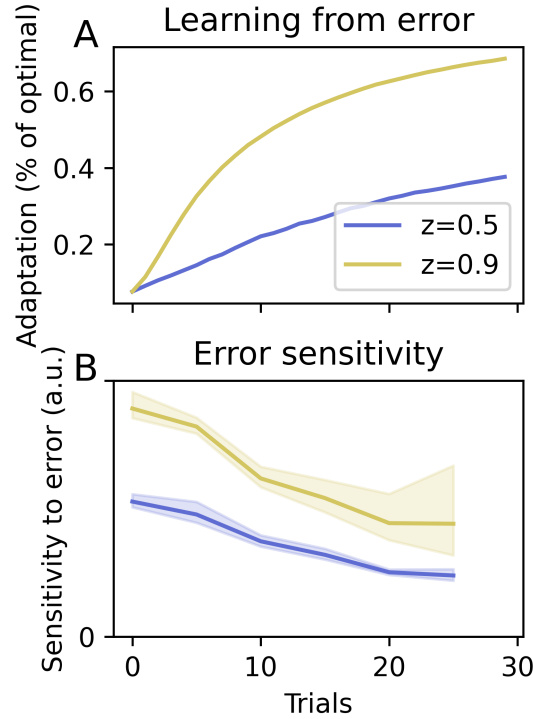 A
Learning from error
Adaptation (% of optimal)
0.6
0.4
0.2
z=0.5
z=0.9
B
Error sensitivity
Sensitivity to error (a.u.)
0
0 10 20 30
Trials